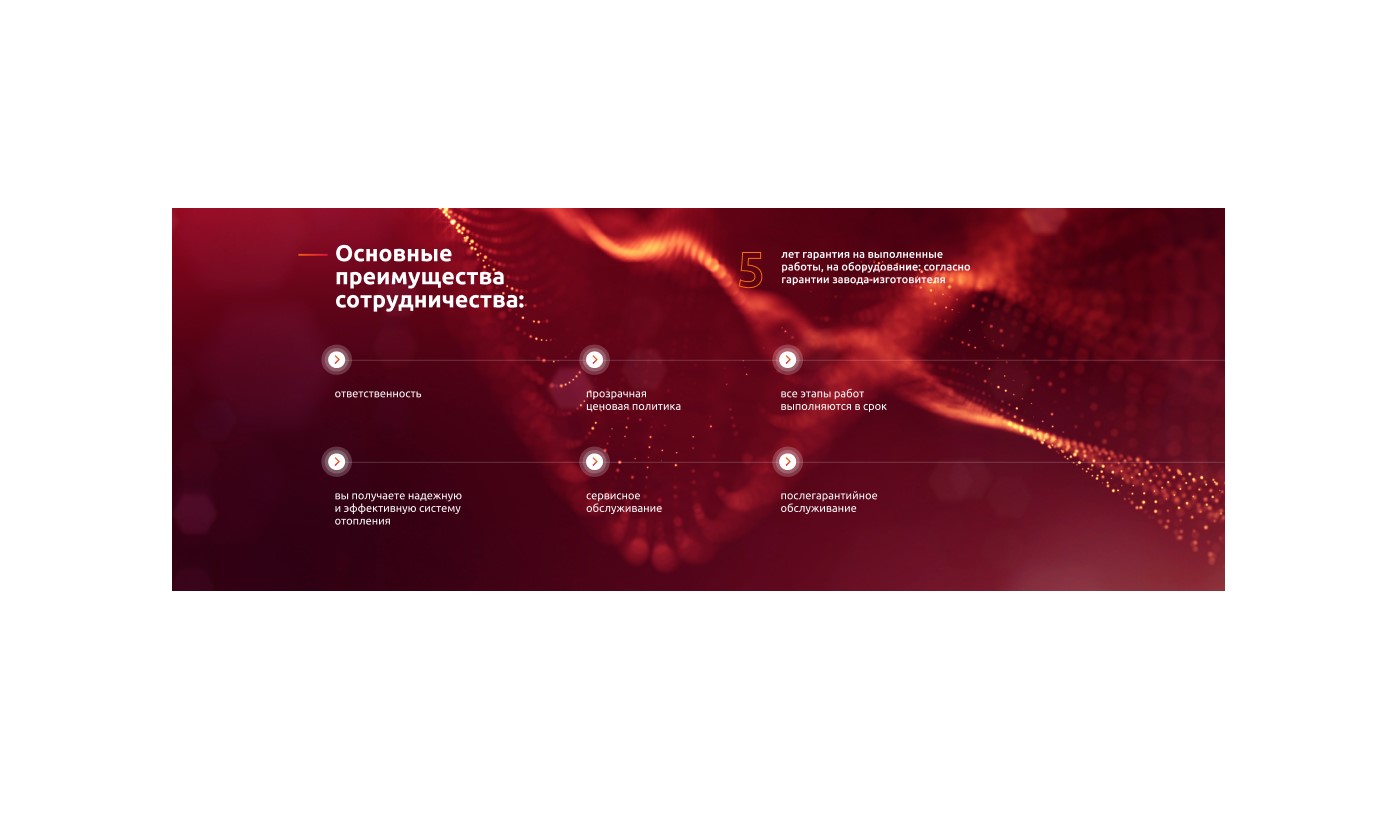 Основные
преимущества
сотрудничества:
5
лет гарантия на выполненные
работы, на оборудование: согласно
гарантии завода-изготовителя
ответственность
прозрачная
ценовая политика
все этапы работ
выполняются в срок
вы получаете надежную
и эффективную систему
отопления
сервисное
обслуживание
послегарантийное
обслуживание